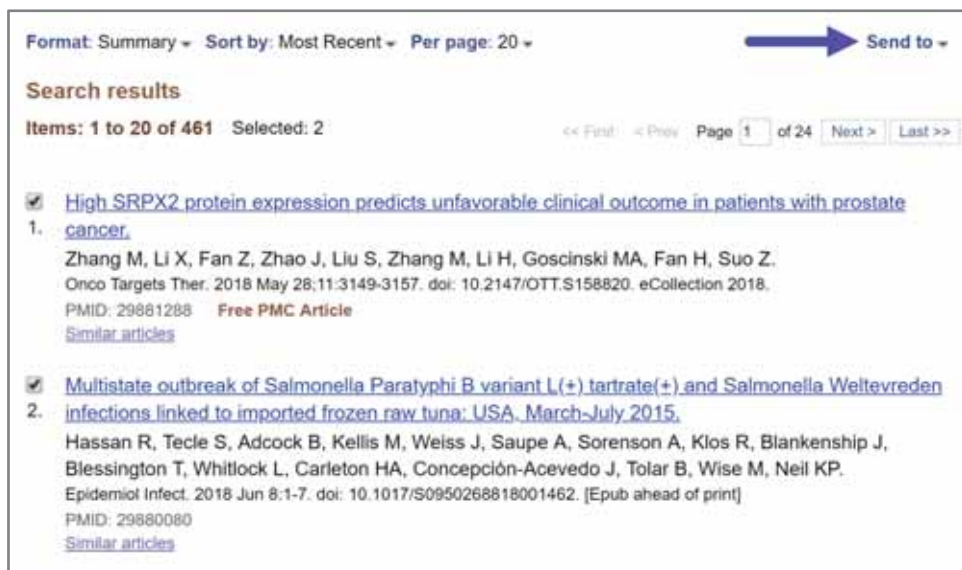 Format: Summary Sort by: Most Recent Per page: 20 Send to
Search results
Items: 1 to 20 of 461 Selected: 2 << First < Prev Page 1 of 24 Next > Last >>
High SRPX2 protein expression predicts unfavorable clinical outcome in patients with prostate
1. cancer.
Zhang M, Li X, Fan Z, Zhao J, Liu S, Zhang M, Li H, Goscinski MA, Fan H, Suo Z.
Onco Targets Ther. 2018 May 28;11:3149-3157. doi: 10.2147/OTT.S158820. eCollection 2018.
PMID: 29881288 Free PMC Article
Similar articles
Multistate outbreak of Salmonella Paratyphi B variant L(+) tartrate(+) and Salmonella Weltevreden
2. infections linked to imported frozen raw tuna: USA, March-July 2015.
Hassan R, Tecle S, Adcock B, Kellis M, Weiss J, Saupe A, Sorenson A, Klos R, Blankenship J,
Blessington T, Whitlock L, Carleton HA, Concepción-Acevedo J, Tolar B, Wise M, Neil KP.
Epidemiol Infect. 2018 Jun 8:1-7. doi: 10.1017/S0950268818001462. [Epub ahead of print]
PMID: 29880080
Similar articles